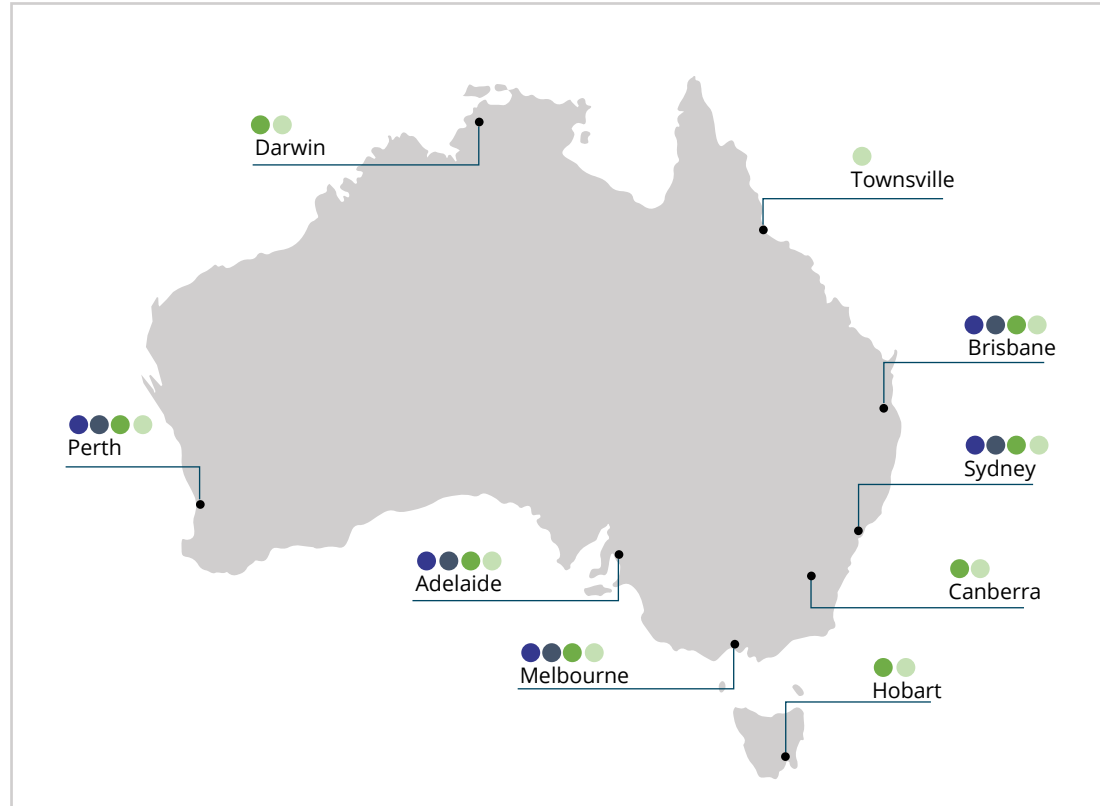 Darwin
Townsville
Brisbane
Perth
Sydney
Adelaide
Canberra
Melbourne
Hobart